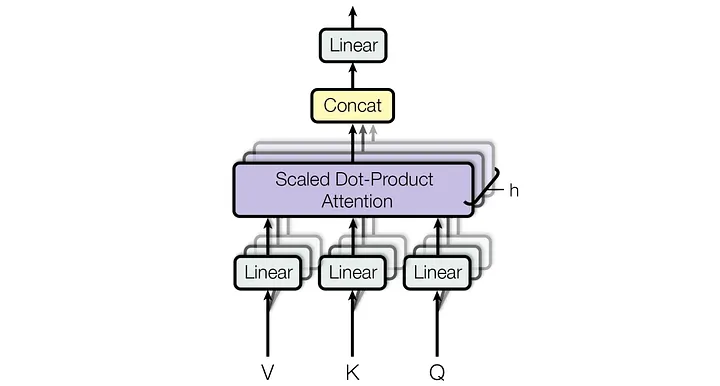 Linear
Concat
Scaled Dot-Product
Attention
h
Linear
Linear
Linear
V
K
Q